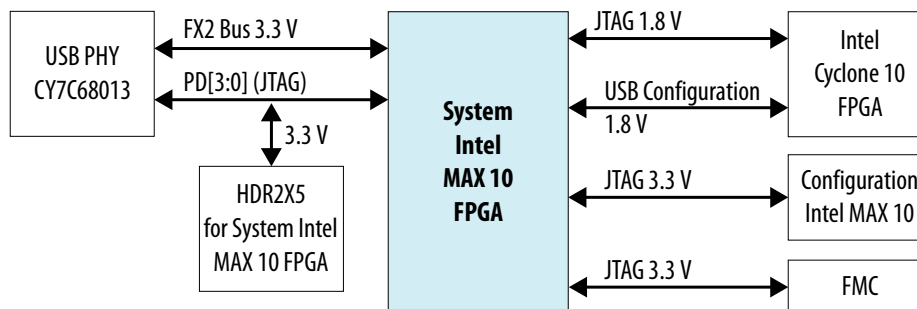 USB PHY
CY7C68013
FX2 Bus 3.3 V
PD[3:0] (JTAG)
3.3 V
HDR2X5
for System Intel
MAX 10 FPGA
System
Intel
MAX 10
FPGA
JTAG 1.8 V
USB Configuration
1.8 V
JTAG 3.3 V
JTAG 3.3 V
Intel
Cyclone 10
FPGA
Configuration
Intel MAX 10
FMC